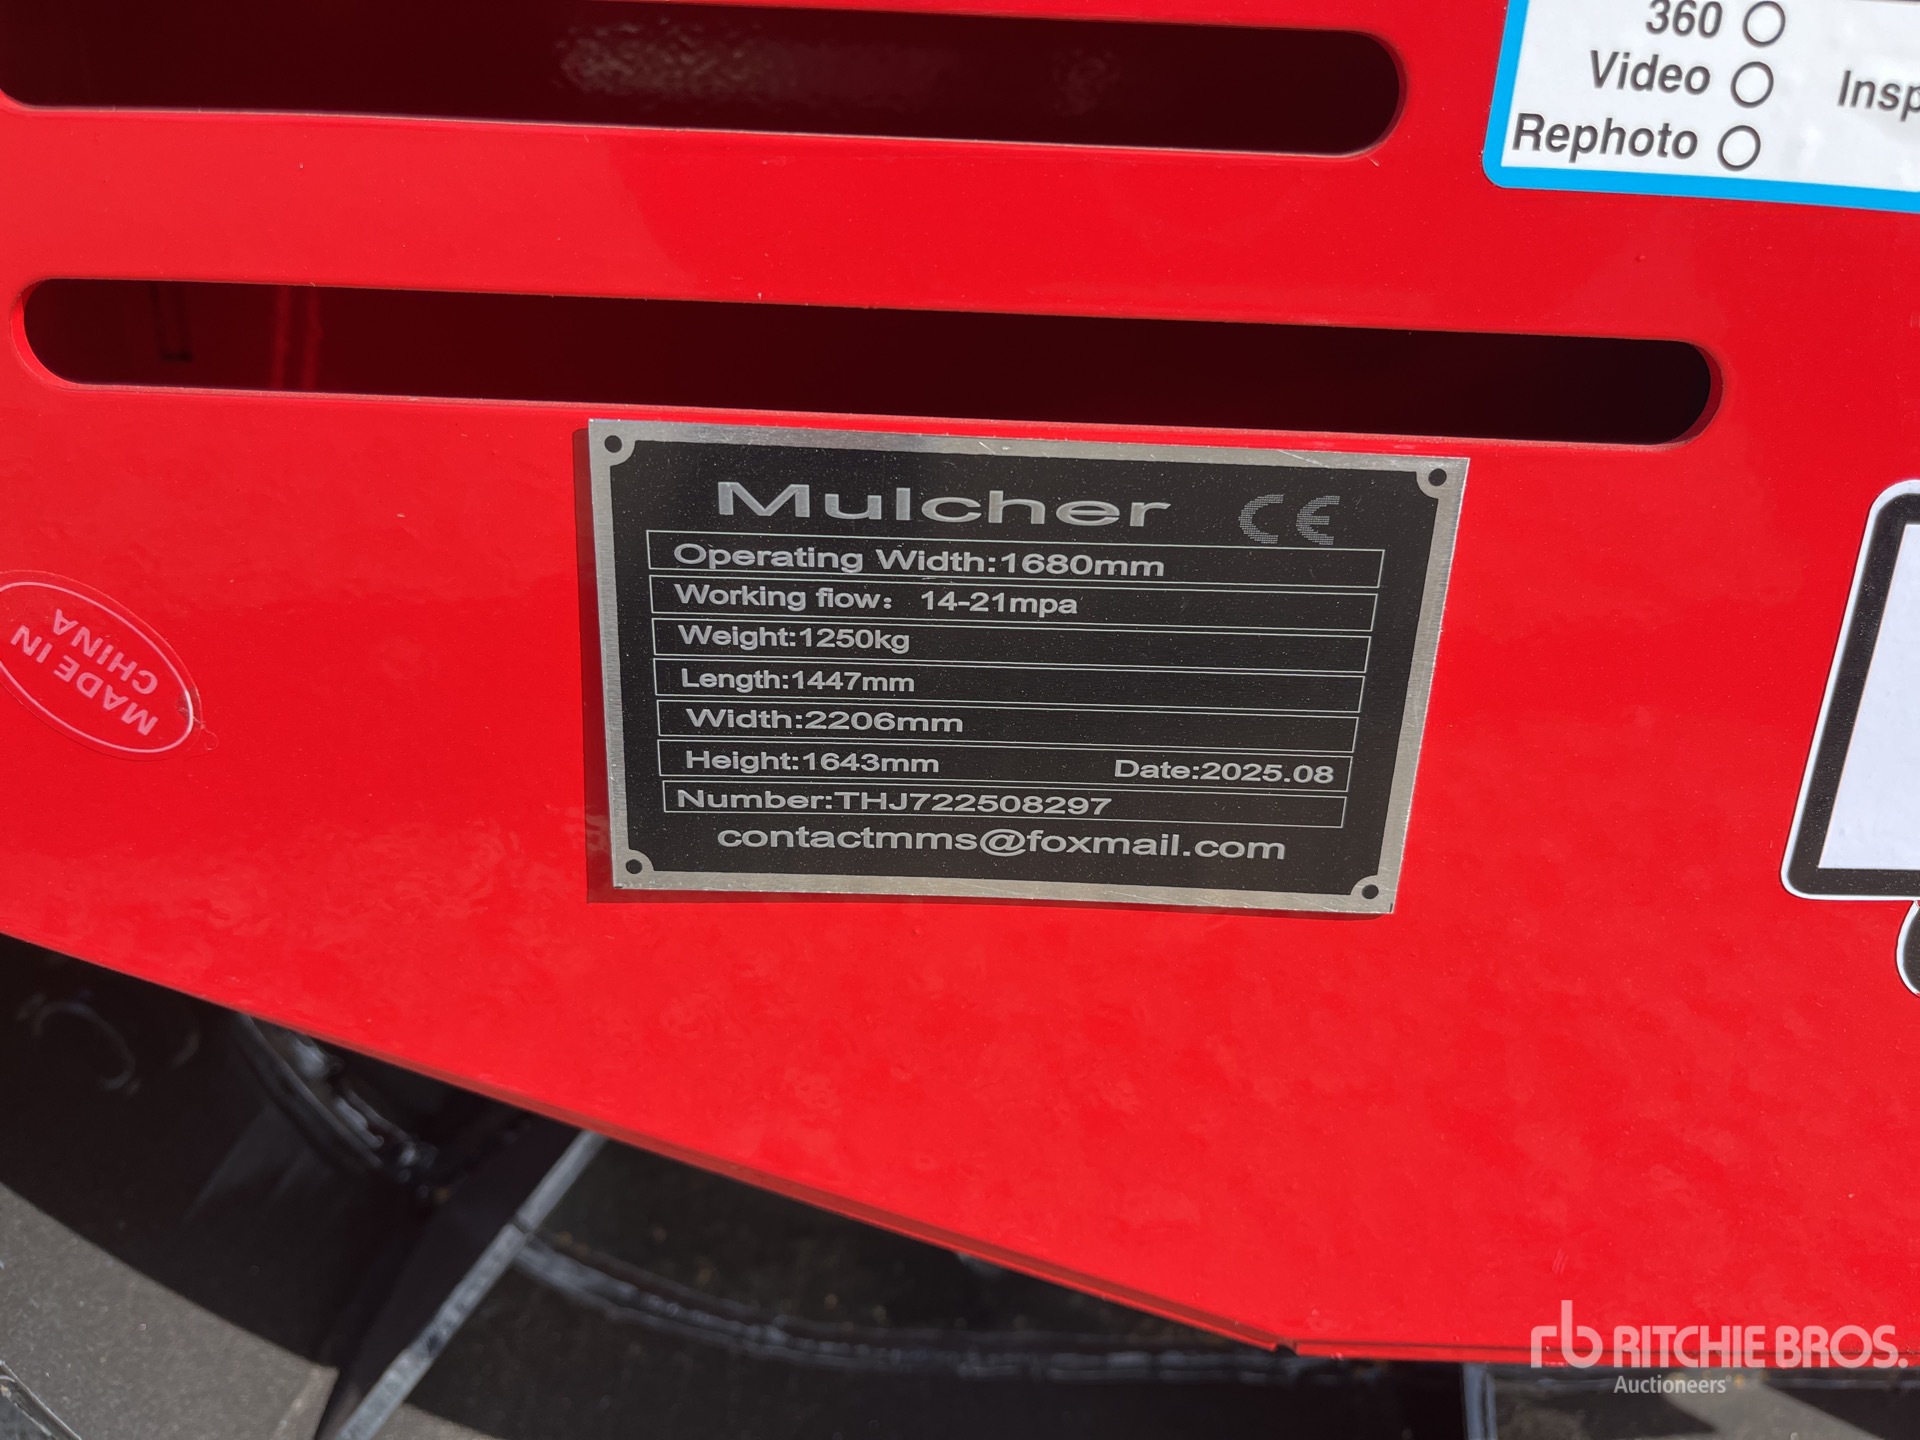 360
Video
Rephoto
Insp
Mulcher CE
Operating Width:1680mm
Working flow: 14-21mpa
Weight:1250kg
Length:1447mm
Width:2206mm
Height:1643mm Date:2025.08
Number:THJ722508297
contactmms@foxmail.com
MADE IN
CHINA
rb RITCHIE BROS.
Auctioneers